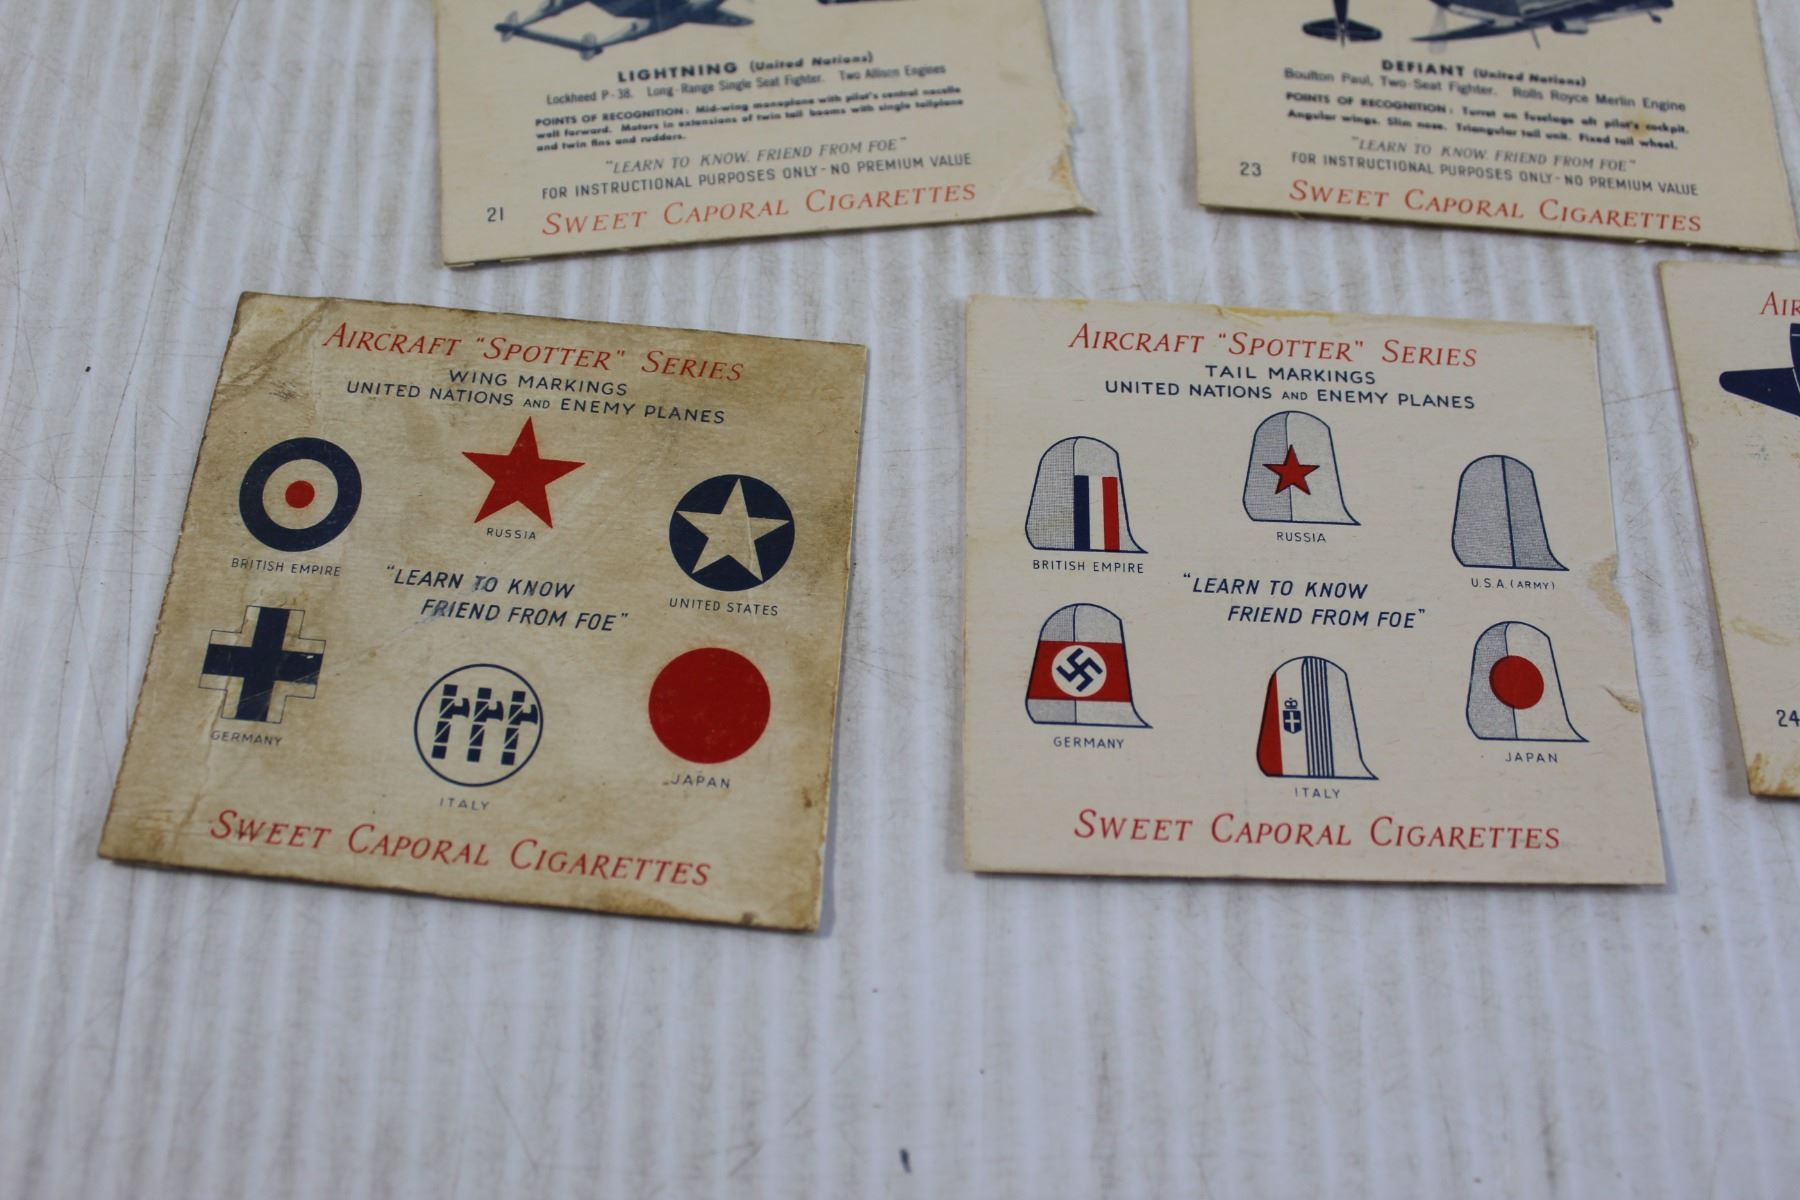 LIGHTNING (United Nations)
Lockheed P-38. Long-Range Single Seat Fighter. Two Allison Engines
POINTS OF RECOGNITION: Mid-wing monoplane with pilot's central nacelle
well forward. Motors in extensions of twin tail booms with single tailplane
and twin fins and rudders.
"LEARN TO KNOW FRIEND FROM FOE"
FOR INSTRUCTIONAL PURPOSES ONLY - NO PREMIUM VALUE
21
SWEET CAPORAL CIGARETTES
DEFIANT (United Nations)
Boulton Paul, Two-Seat Fighter. Rolls Royce Merlin Engine
POINTS OF RECOGNITION: Turret on fuselage aft pilot's cockpit.
Angular wings. Slim nose. Triangular tail unit. Fixed tail wheel.
"LEARN TO KNOW FRIEND FROM FOE"
FOR INSTRUCTIONAL PURPOSES ONLY - NO PREMIUM VALUE
23
SWEET CAPORAL CIGARETTES
AIRCRAFT "SPOTTER" SERIES
WING MARKINGS
UNITED NATIONS AND ENEMY PLANES
BRITISH EMPIRE
RUSSIA
UNITED STATES
"LEARN TO KNOW
FRIEND FROM FOE"
GERMANY
ITALY
JAPAN
SWEET CAPORAL CIGARETTES
AIRCRAFT "SPOTTER" SERIES
TAIL MARKINGS
UNITED NATIONS AND ENEMY PLANES
BRITISH EMPIRE
RUSSIA
U.S.A. (ARMY)
"LEARN TO KNOW
FRIEND FROM FOE"
GERMANY
ITALY
JAPAN
SWEET CAPORAL CIGARETTES
AIR
24